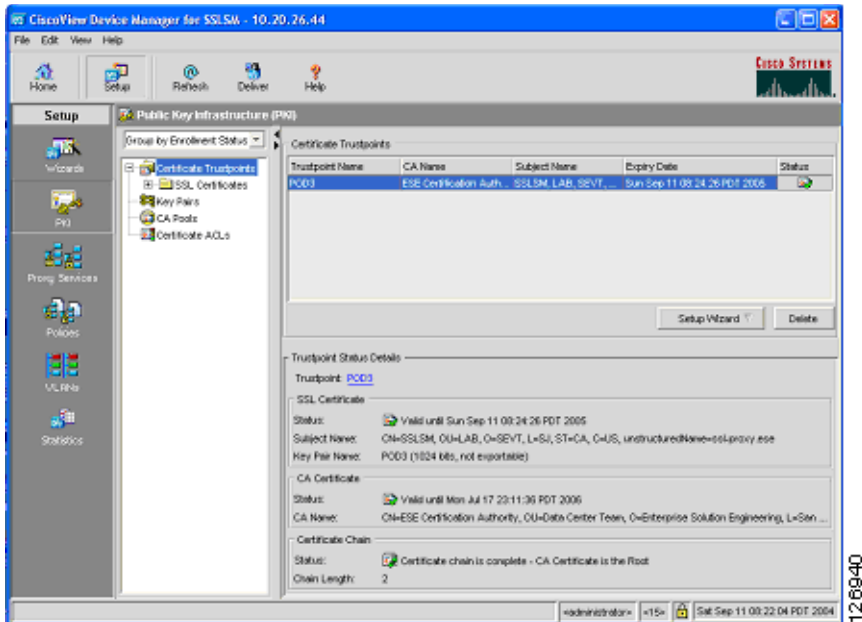 CiscoView Device Manager for SSLSM - 10.20.26.44
File Edit View Help
Home Setup Refresh Deliver Help
CISCO SYSTEMS
Setup
Public Key Infrastructure (PKI)
Wizards
PKI
Proxy Services
Policies
VLANs
Statistics
Group by Enrollment Status
Certificate Trustpoints
SSL Certificates
Key Pairs
CA Pools
Certificate ACLs
Certificate Trustpoints
Trustpoint Name CA Name Subject Name Expiry Date Status
POD3 ESE Certification Auth... SSLSM, LAB, SEVT, ... Sun Sep 11 08:24:26 PDT 2005
Setup Wizard Delete
Trustpoint Status Details
Trustpoint: POD3
SSL Certificate
Status: Valid until Sun Sep 11 08:24:26 PDT 2005
Subject Name: CN=SSLSM, OU=LAB, O=SEVT, L=SJ, ST=CA, C=US, unstructuredName=ssl-proxy.ese
Key Pair Name: POD3 (1024 bits, not exportable)
CA Certificate
Status: Valid until Mon Jul 17 23:11:36 PDT 2006
CA Name: CN=ESE Certification Authority, OU=Data Center Team, O=Enterprise Solution Engineering, L=San ...
Certificate Chain
Status: Certificate chain is complete - CA Certificate is the Root
Chain Length: 2
<administrator> <15> Sat Sep 11 08:22:04 PDT 2004
126940